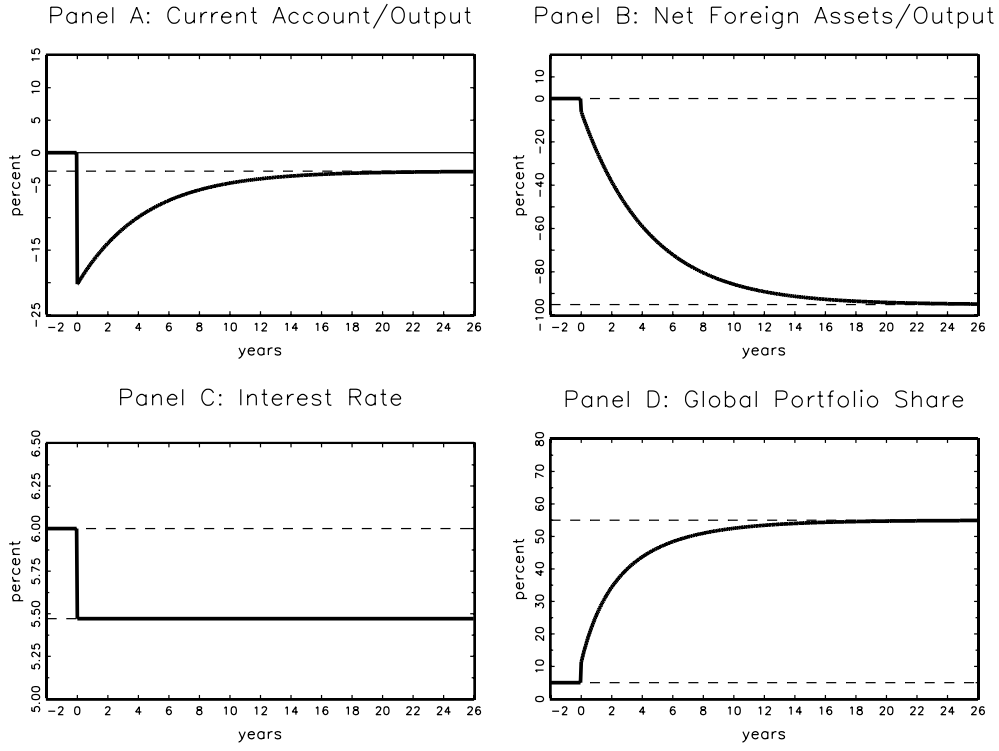 Panel A: Current Account/Output
percent
15
10
5
0
-5
-15
-25
-2 0 2 4 6 8 10 12 14 16 18 20 22 24 26
years
Panel B: Net Foreign Assets/Output
percent
10
0
-20
-40
-60
-80
-100
-2 0 2 4 6 8 10 12 14 16 18 20 22 24 26
years
Panel C: Interest Rate
percent
6.50
6.25
6.00
5.75
5.50
5.25
5.00
-2 0 2 4 6 8 10 12 14 16 18 20 22 24 26
years
Panel D: Global Portfolio Share
percent
80
70
60
50
40
30
20
10
0
-2 0 2 4 6 8 10 12 14 16 18 20 22 24 26
years